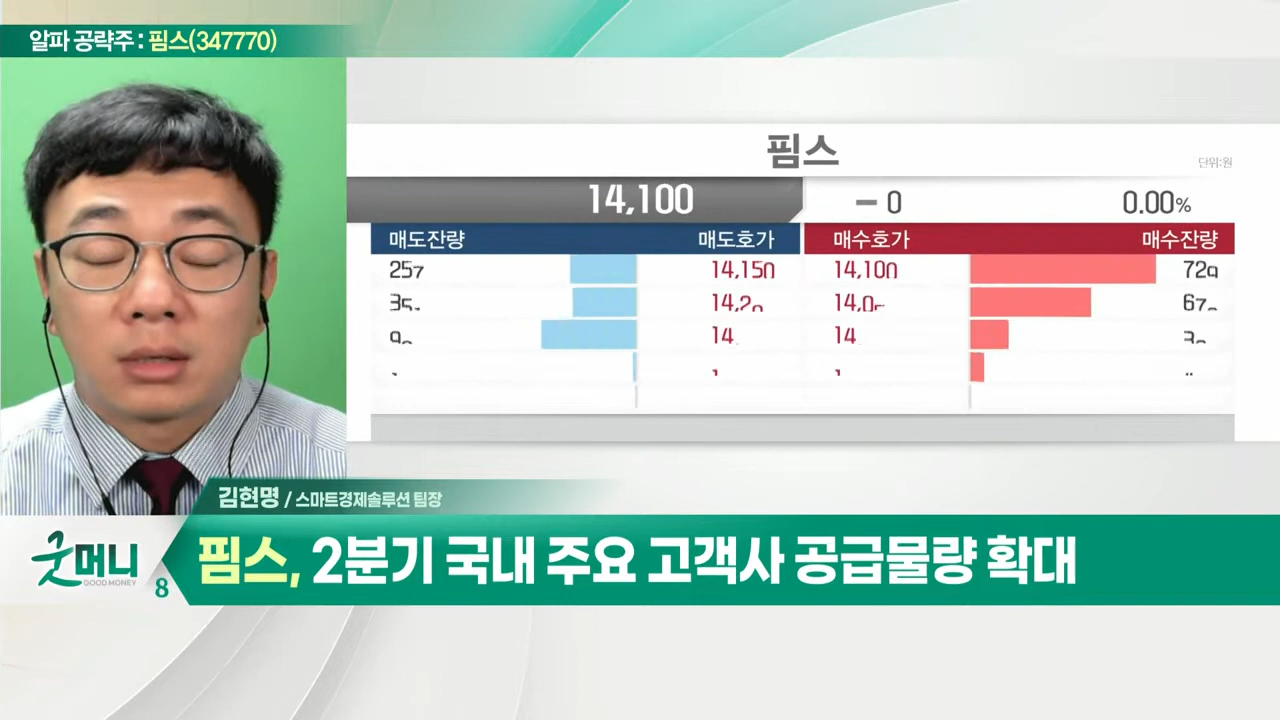 알파 공략주 : 핌스(347770)
핌스
단위:원
14,100 0 0.00%
매도잔량 매도호가 매수호가 매수잔량
14,150 14,100
김현명 / 스마트경제솔루션 팀장
굿머니
GOOD MONEY
8
핌스, 2분기 국내 주요 고객사 공급물량 확대